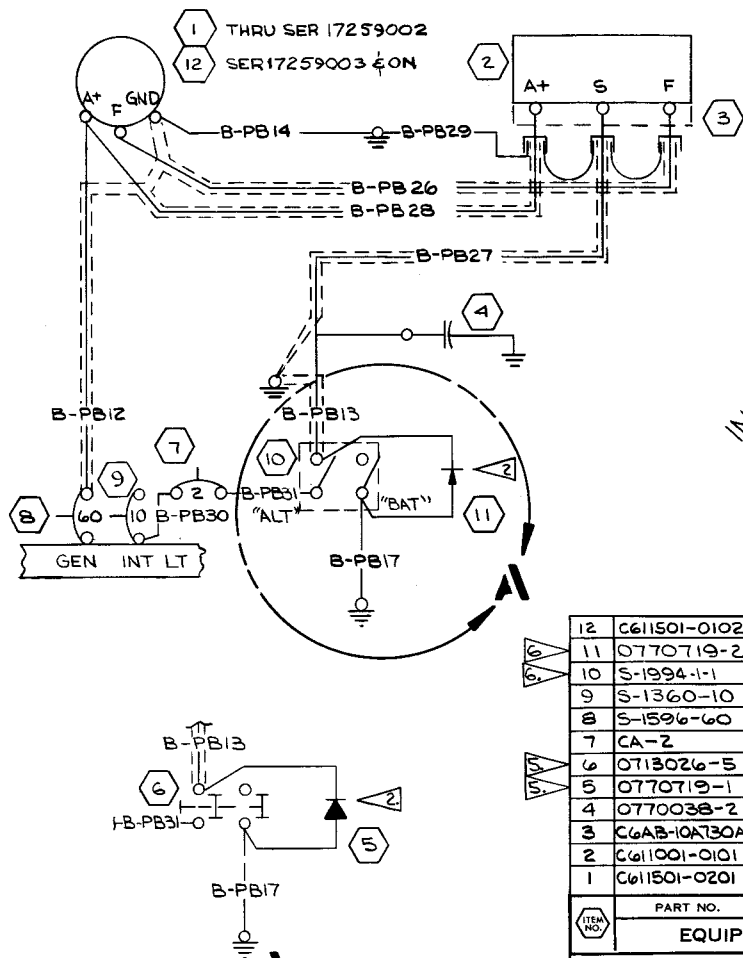 1 THRU SER 17259002
12 SER 17259003 & ON
2
A+ F GND
A+ S F
3
B-PB14
B-PB29
B-PB26
B-PB28
B-PB27
4
B-PB12
B-PB13
7
10
2
9
8
60
10
B-PB30
2
B-PB31
"ALT"
"BAT"
11
GEN INT LT
B-PB17
A
12 C611501-0102
6 11 0770719-2
6. 10 S-1994-1-1
9 S-1360-10
8 S-1596-60
7 CA-2
5. 6 0713026-5
5. 5 0770719-1
4 0770038-2
3 C6AB-10A730A
2 C611001-0101
1 C611501-0201
ITEM NO. PART NO.
EQUIP
B-PB13
6
2.
B-PB31
5
B-PB17